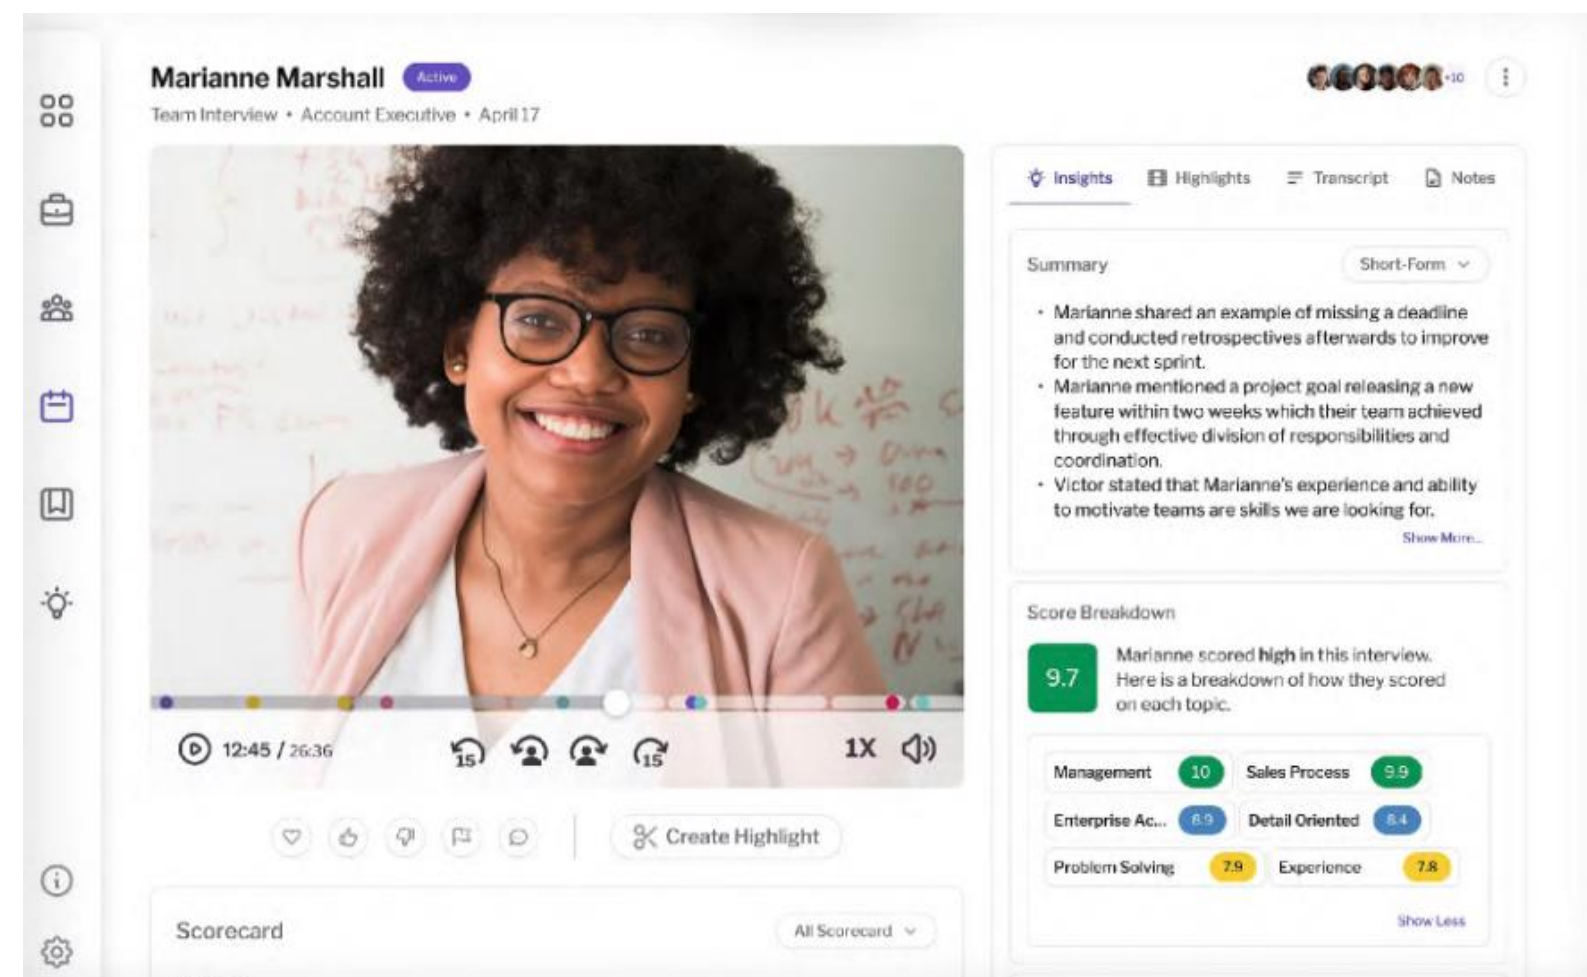 Marianne Marshall Active
+10
Team Interview • Account Executive • April 17
Insights Highlights Transcript Notes
Summary Short-Form
• Marianne shared an example of missing a deadline
and conducted retrospectives afterwards to improve
for the next sprint.
• Marianne mentioned a project goal releasing a new
feature within two weeks which their team achieved
through effective division of responsibilities and
coordination.
• Victor stated that Marianne's experience and ability
to motivate teams are skills we are looking for.
Show More...
Score Breakdown
9.7
Marianne scored high in this interview.
Here is a breakdown of how they scored
on each topic.
Management 10 Sales Process 9.9
Enterprise Ac... 8.9 Detail Oriented 8.4
Problem Solving 7.9 Experience 7.8
Show Less
12:45 / 26:36 15 15 1X
Create Highlight
Scorecard All Scorecard